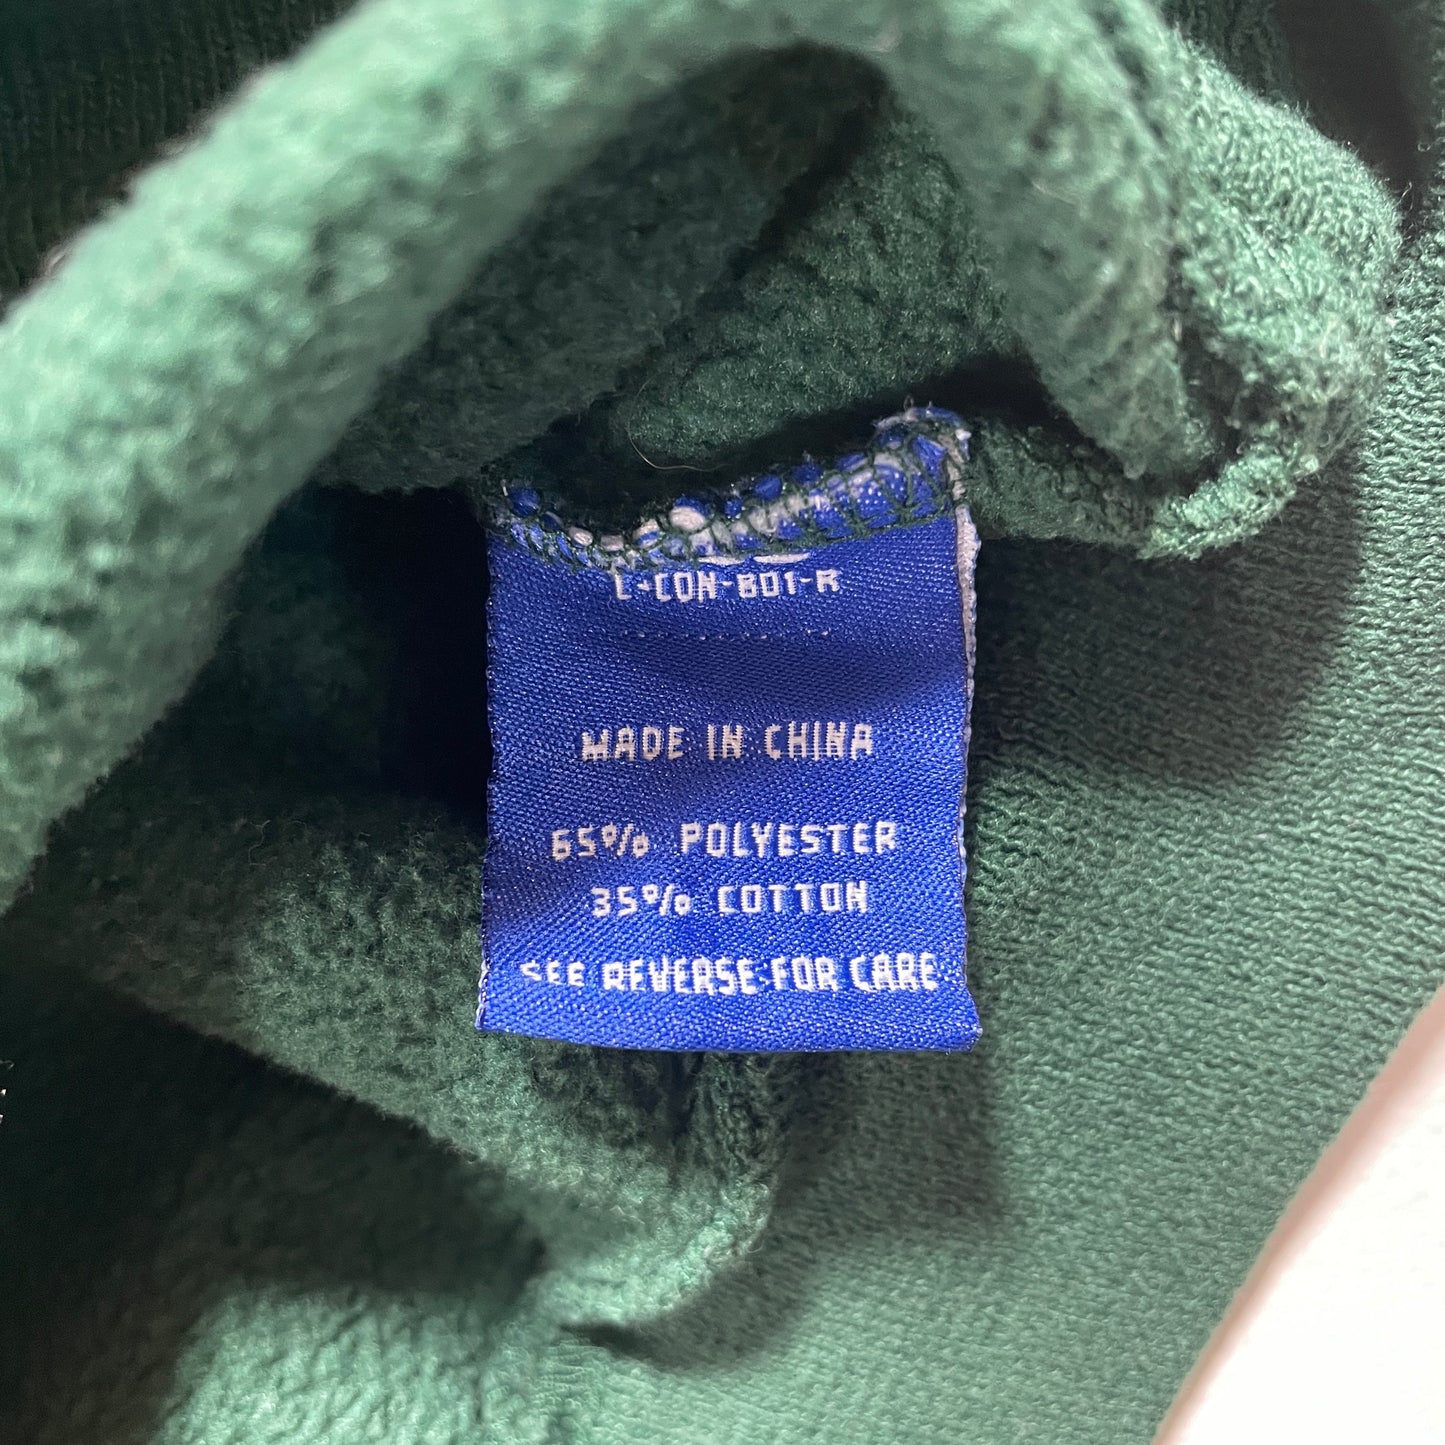 L-CON-801-R
MADE IN CHINA
65% POLYESTER
35% COTTON
SEE REVERSE FOR CARE